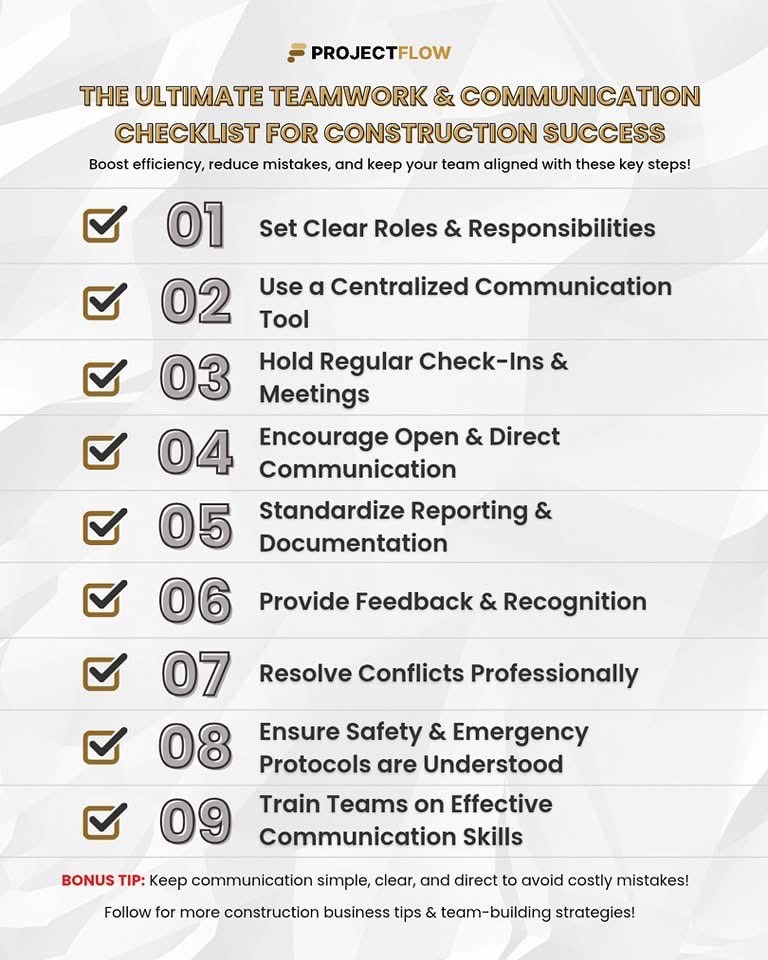 PROJECTFLOW
THE ULTIMATE TEAMWORK & COMMUNICATION
CHECKLIST FOR CONSTRUCTION SUCCESS
Boost efficiency, reduce mistakes, and keep your team aligned with these key steps!
01 Set Clear Roles & Responsibilities
02 Use a Centralized Communication
Tool
03 Hold Regular Check-Ins &
Meetings
04 Encourage Open & Direct
Communication
05 Standardize Reporting &
Documentation
06 Provide Feedback & Recognition
07 Resolve Conflicts Professionally
08 Ensure Safety & Emergency
Protocols are Understood
09 Train Teams on Effective
Communication Skills
BONUS TIP: Keep communication simple, clear, and direct to avoid costly mistakes!
Follow for more construction business tips & team-building strategies!